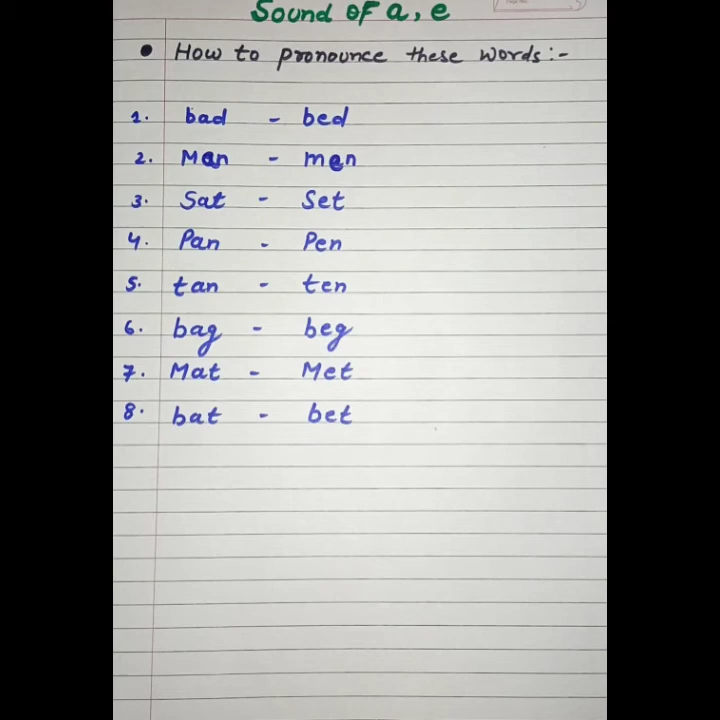 Sound of a, e
• How to pronounce these words:-
1. bad - bed
2. Man - men
3. Sat - Set
4. Pan - Pen
5. tan - ten
6. bag - beg
7. Mat - Met
8. bat - bet